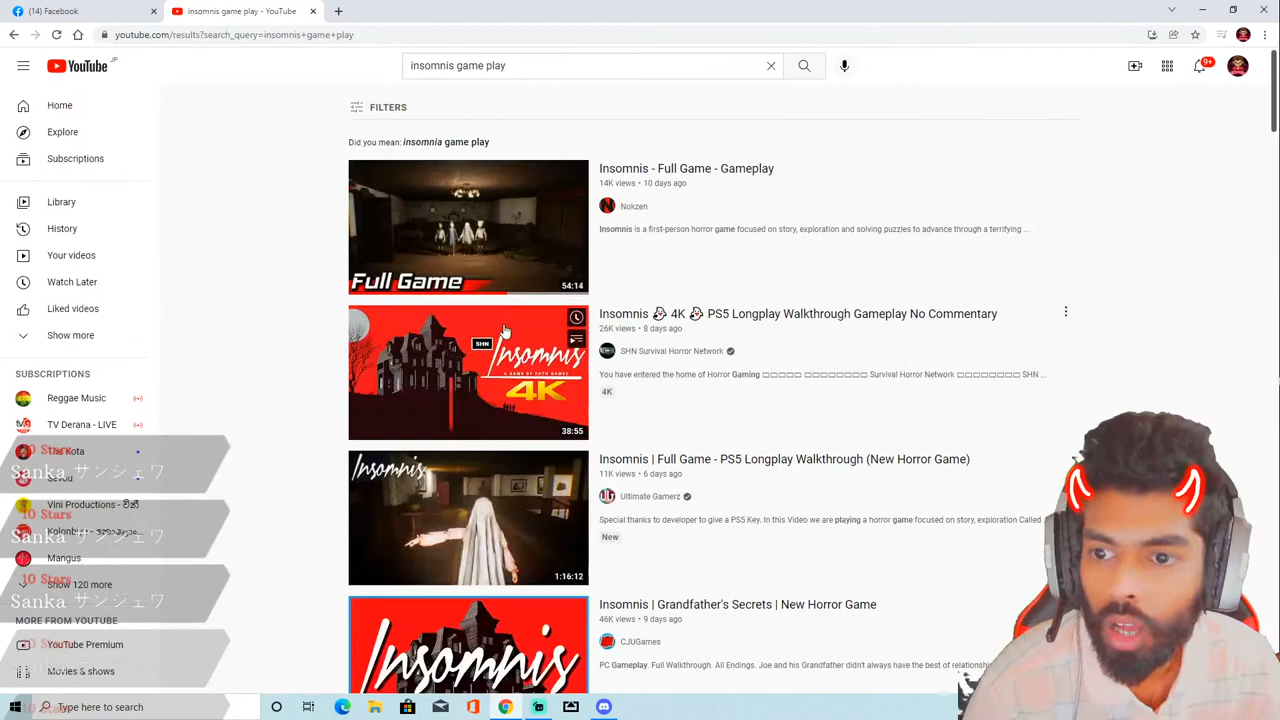 (14) Facebook
insomnis game play - YouTube
youtube.com/results?search_query=insomnis+game+play
YouTube JP
insomnis game play
9+
Home
Explore
Subscriptions
Library
History
Your videos
Watch Later
Liked videos
Show more
SUBSCRIPTIONS
Reggae Music
TV Derana - LIVE
10 Stars
The Kota
Sanka サンシェワ
Vini Productions - විනී
10 Stars
Sanka サンシェワ
Mangus
10 Stars
Show 120 more
Sanka サンシェワ
MORE FROM YOUTUBE
YouTube Premium
Movies & shows
FILTERS
Did you mean: insomnia game play
Full Game
54:14
Insomnis - Full Game - Gameplay
14K views • 10 days ago
Nokzen
Insomnis is a first-person horror game focused on story, exploration and solving puzzles to advance through a terrifying ...
SHN
Insomnis
A GAME BY PATH GAMES
4K
38:55
Insomnis 👻 4K 👻 PS5 Longplay Walkthrough Gameplay No Commentary
26K views • 8 days ago
SHN Survival Horror Network
You have entered the home of Horror Gaming □□□□□ □□□□□□□□ Survival Horror Network □□□□□□□□ SHN ...
4K
Insomnis
1:16:12
Insomnis | Full Game - PS5 Longplay Walkthrough (New Horror Game)
11K views • 6 days ago
Ultimate Gamerz
Special thanks to developer to give a PS5 Key. In this Video we are playing a horror game focused on story, exploration Called
New
Insomnis
Insomnis | Grandfather's Secrets | New Horror Game
46K views • 9 days ago
CJUGames
PC Gameplay. Full Walkthrough. All Endings. Joe and his Grandfather didn't always have the best of relationshi
Type here to search